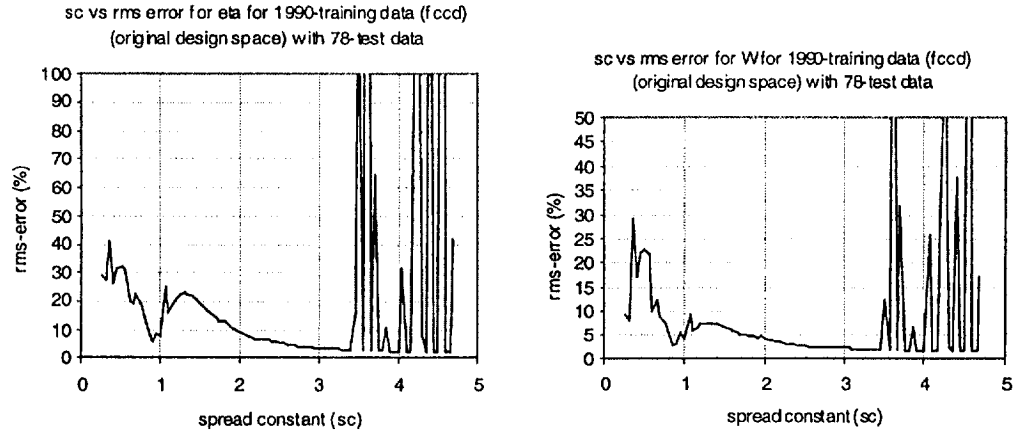 sc vs rms error for eta for 1990-training data (fccd)
(original design space) with 78-test data
100
90
80
70
60
50
40
30
20
10
0
rms-error (%)
0 1 2 3 4 5
spread constant (sc)
sc vs rms error for W for 1990-training data (fccd)
(original design space) with 78-test data
50
45
40
35
30
25
20
15
10
5
0
rms-error (%)
0 1 2 3 4 5
spread constant (sc)